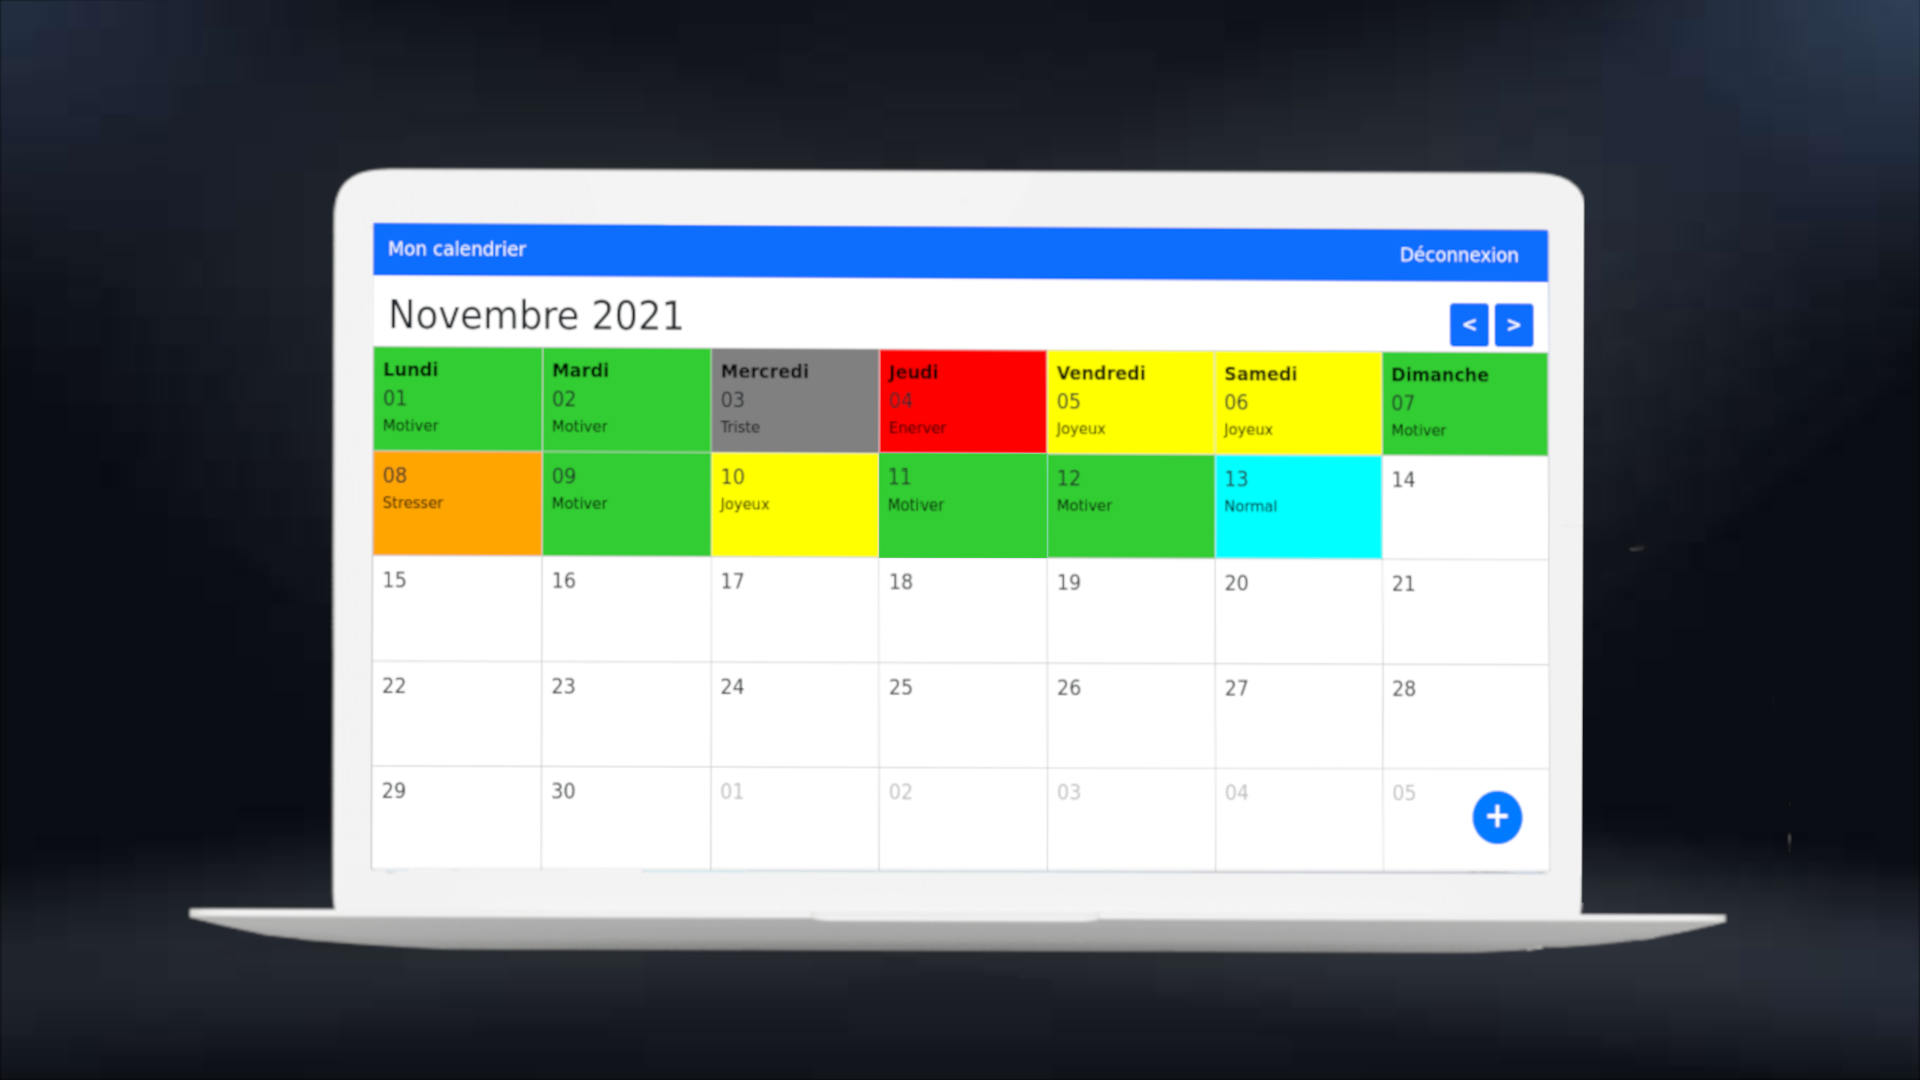 Mon calendrier
Déconnexion
Novembre 2021
< >
Lundi Mardi Mercredi Jeudi Vendredi Samedi Dimanche
01 02 03 04 05 06 07
Motiver Motiver Triste Enerver Joyeux Joyeux Motiver
08 09 10 11 12 13 14
Stresser Motiver Joyeux Motiver Motiver Normal
15 16 17 18 19 20 21
22 23 24 25 26 27 28
29 30 01 02 03 04 05
+